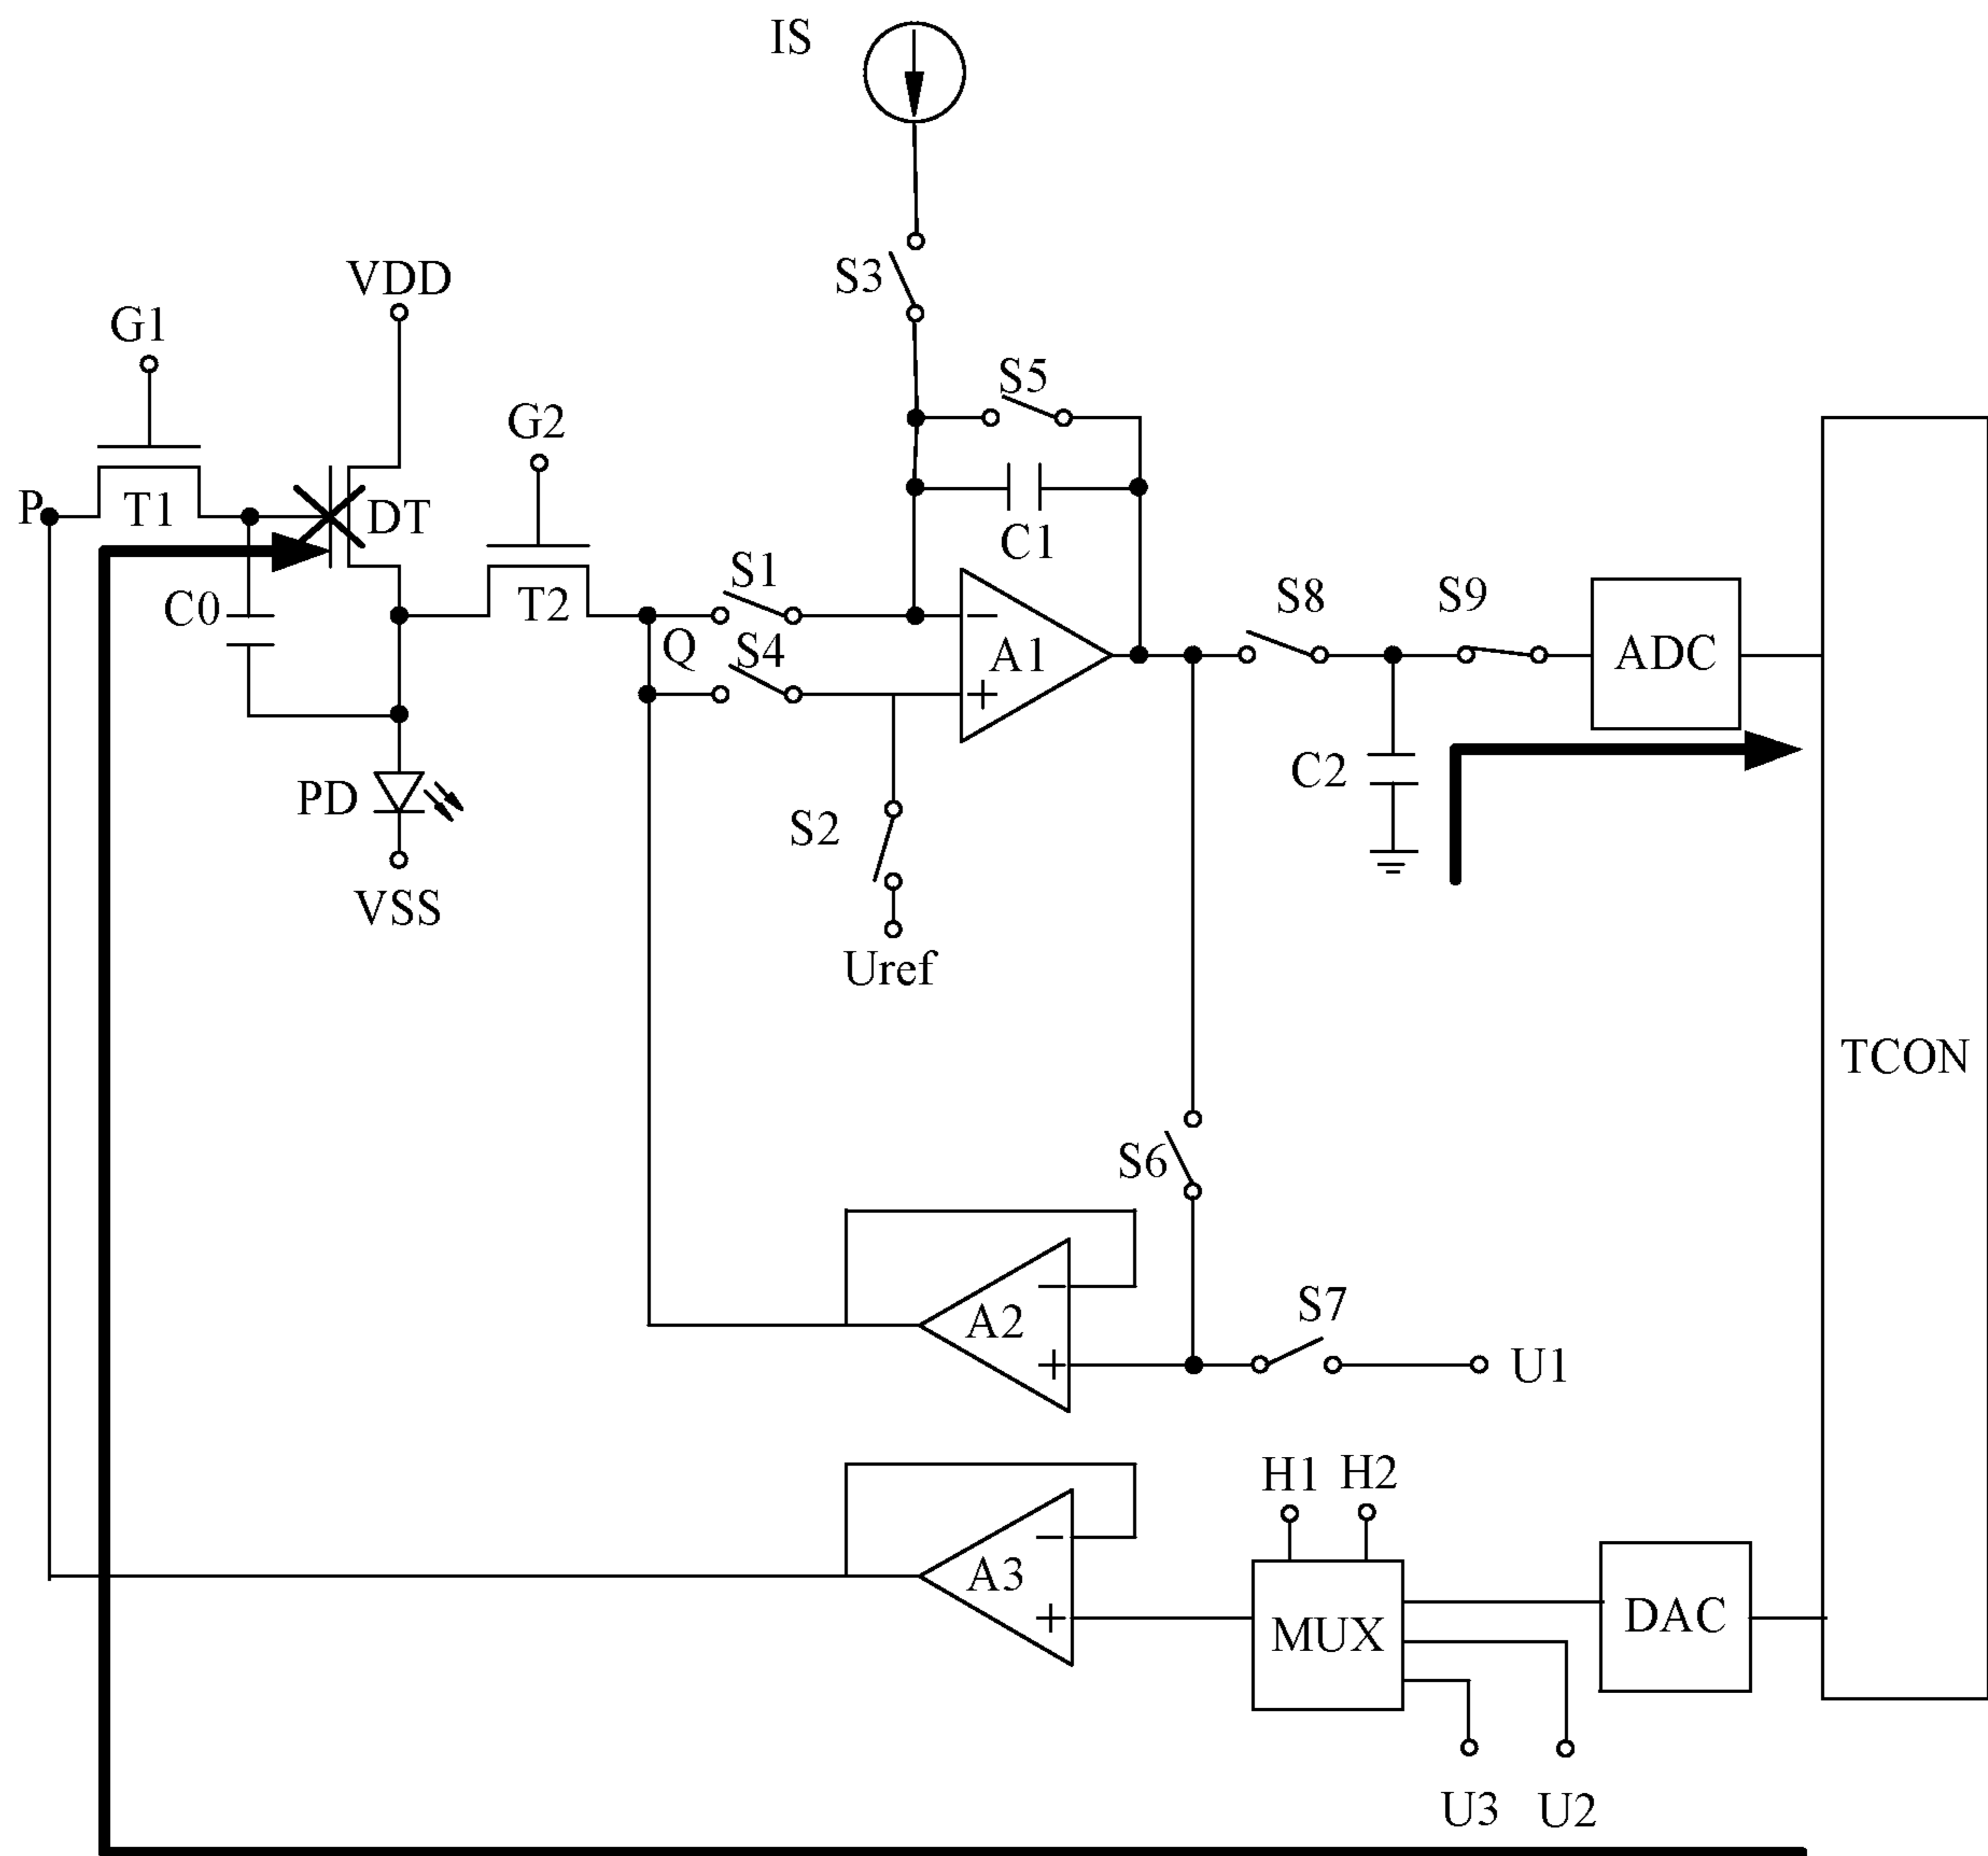 IS
S3
VDD
G1
S5
G2
P
T1
DT
C1
S1
C0
T2
S8
S9
Q
S4
A1
ADC
−
+
PD
S2
C2
VSS
Uref
TCON
S6
S7
A2
−
+
U1
H1
H2
A3
−
+
MUX
DAC
U3
U2